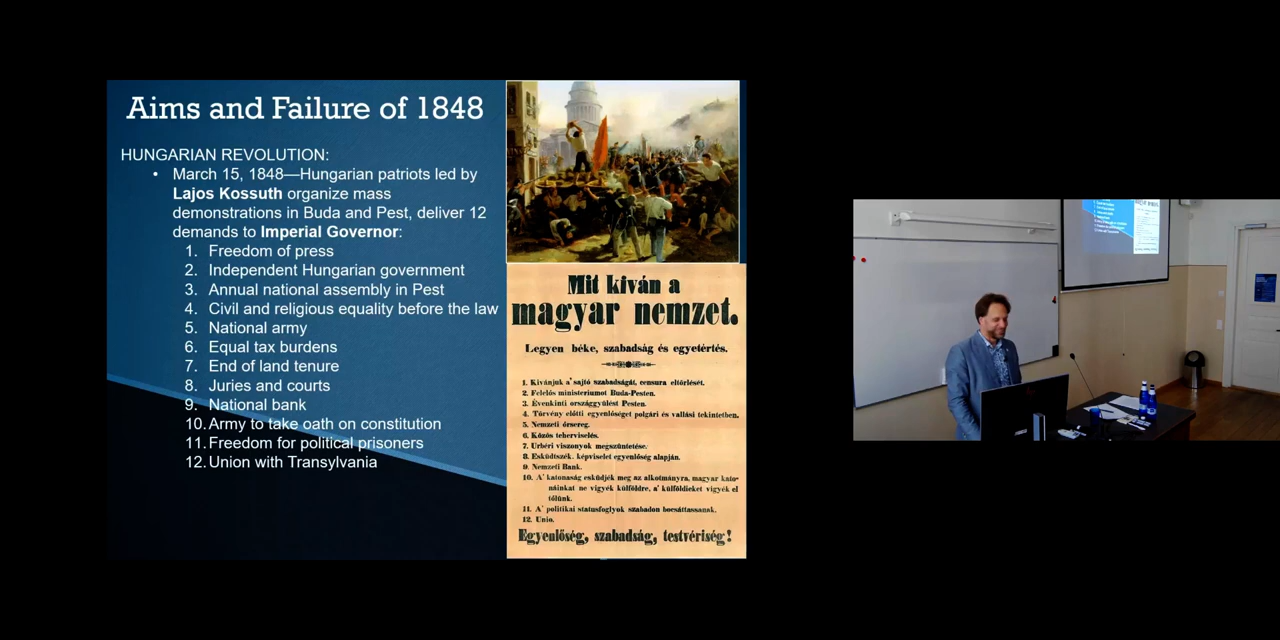 Aims and Failure of 1848
HUNGARIAN REVOLUTION:
• March 15, 1848—Hungarian patriots led by
Lajos Kossuth organize mass
demonstrations in Buda and Pest, deliver 12
demands to Imperial Governor:
1. Freedom of press
2. Independent Hungarian government
3. Annual national assembly in Pest
4. Civil and religious equality before the law
5. National army
6. Equal tax burdens
7. End of land tenure
8. Juries and courts
9. National bank
10. Army to take oath on constitution
11. Freedom for political prisoners
12. Union with Transylvania
Mit kíván a
magyar nemzet.
Legyen béke, szabadság és egyetértés.
1. Kivánjuk a' sajtó szabadságát, censura eltörlését.
2. Felelős ministeriumot Buda-Pesten.
3. Évenkinti országgyülést Pesten.
4. Törvény előtti egyenlőséget polgári és vallási tekintetben.
5. Nemzeti őrsereg.
6. Közös teherviselés.
7. Urbéri viszonyok megszüntetése.
8. Esküdtszék. képviselet egyenlőség alapján.
9. Nemzeti Bank.
10. A' katonaság esküdjék meg az alkotmányra, magyar kato-
náinkat ne vigyék külföldre, a' külföldieket vigyék el
tőlünk.
11. A' politikai statusfoglyok szabadon bocsáttassanak.
12. Unio.
Egyenlőség, szabadság, testvériség!